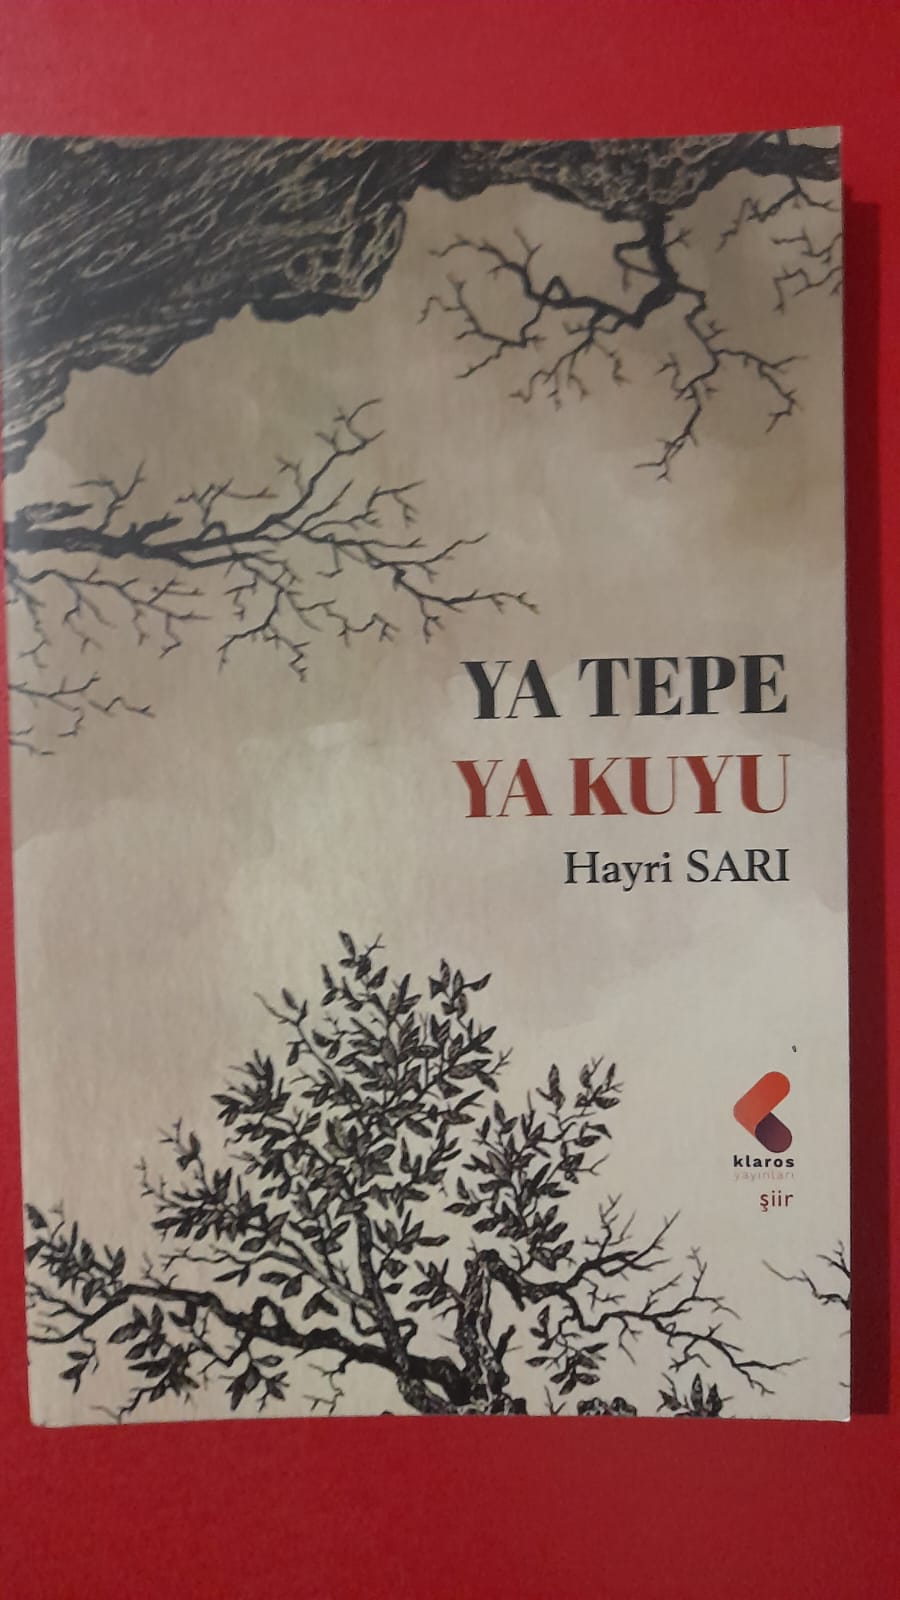 YA TEPE
YA KUYU
Hayri SARI
klaros
yayınları
şiir